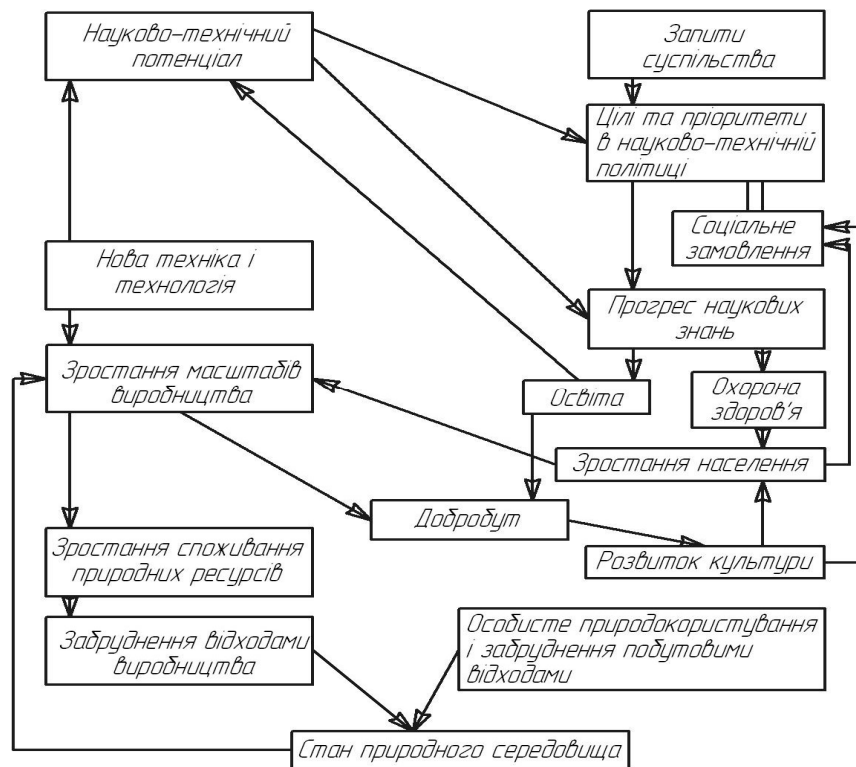 Науково-технічний
потенціал
Запити
суспільства
Цілі та пріоритети
в науково-технічній
політиці
Соціальне
замовлення
Нова техніка і
технологія
Прогрес наукових
знань
Зростання масштабів
виробництва
Освіта
Охорона
здоров'я
Зростання населення
Добробут
Зростання споживання
природних ресурсів
Розвиток культури
Забруднення відходами
виробництва
Особисте природокористування
і забруднення побутовими
відходами
Стан природного середовища